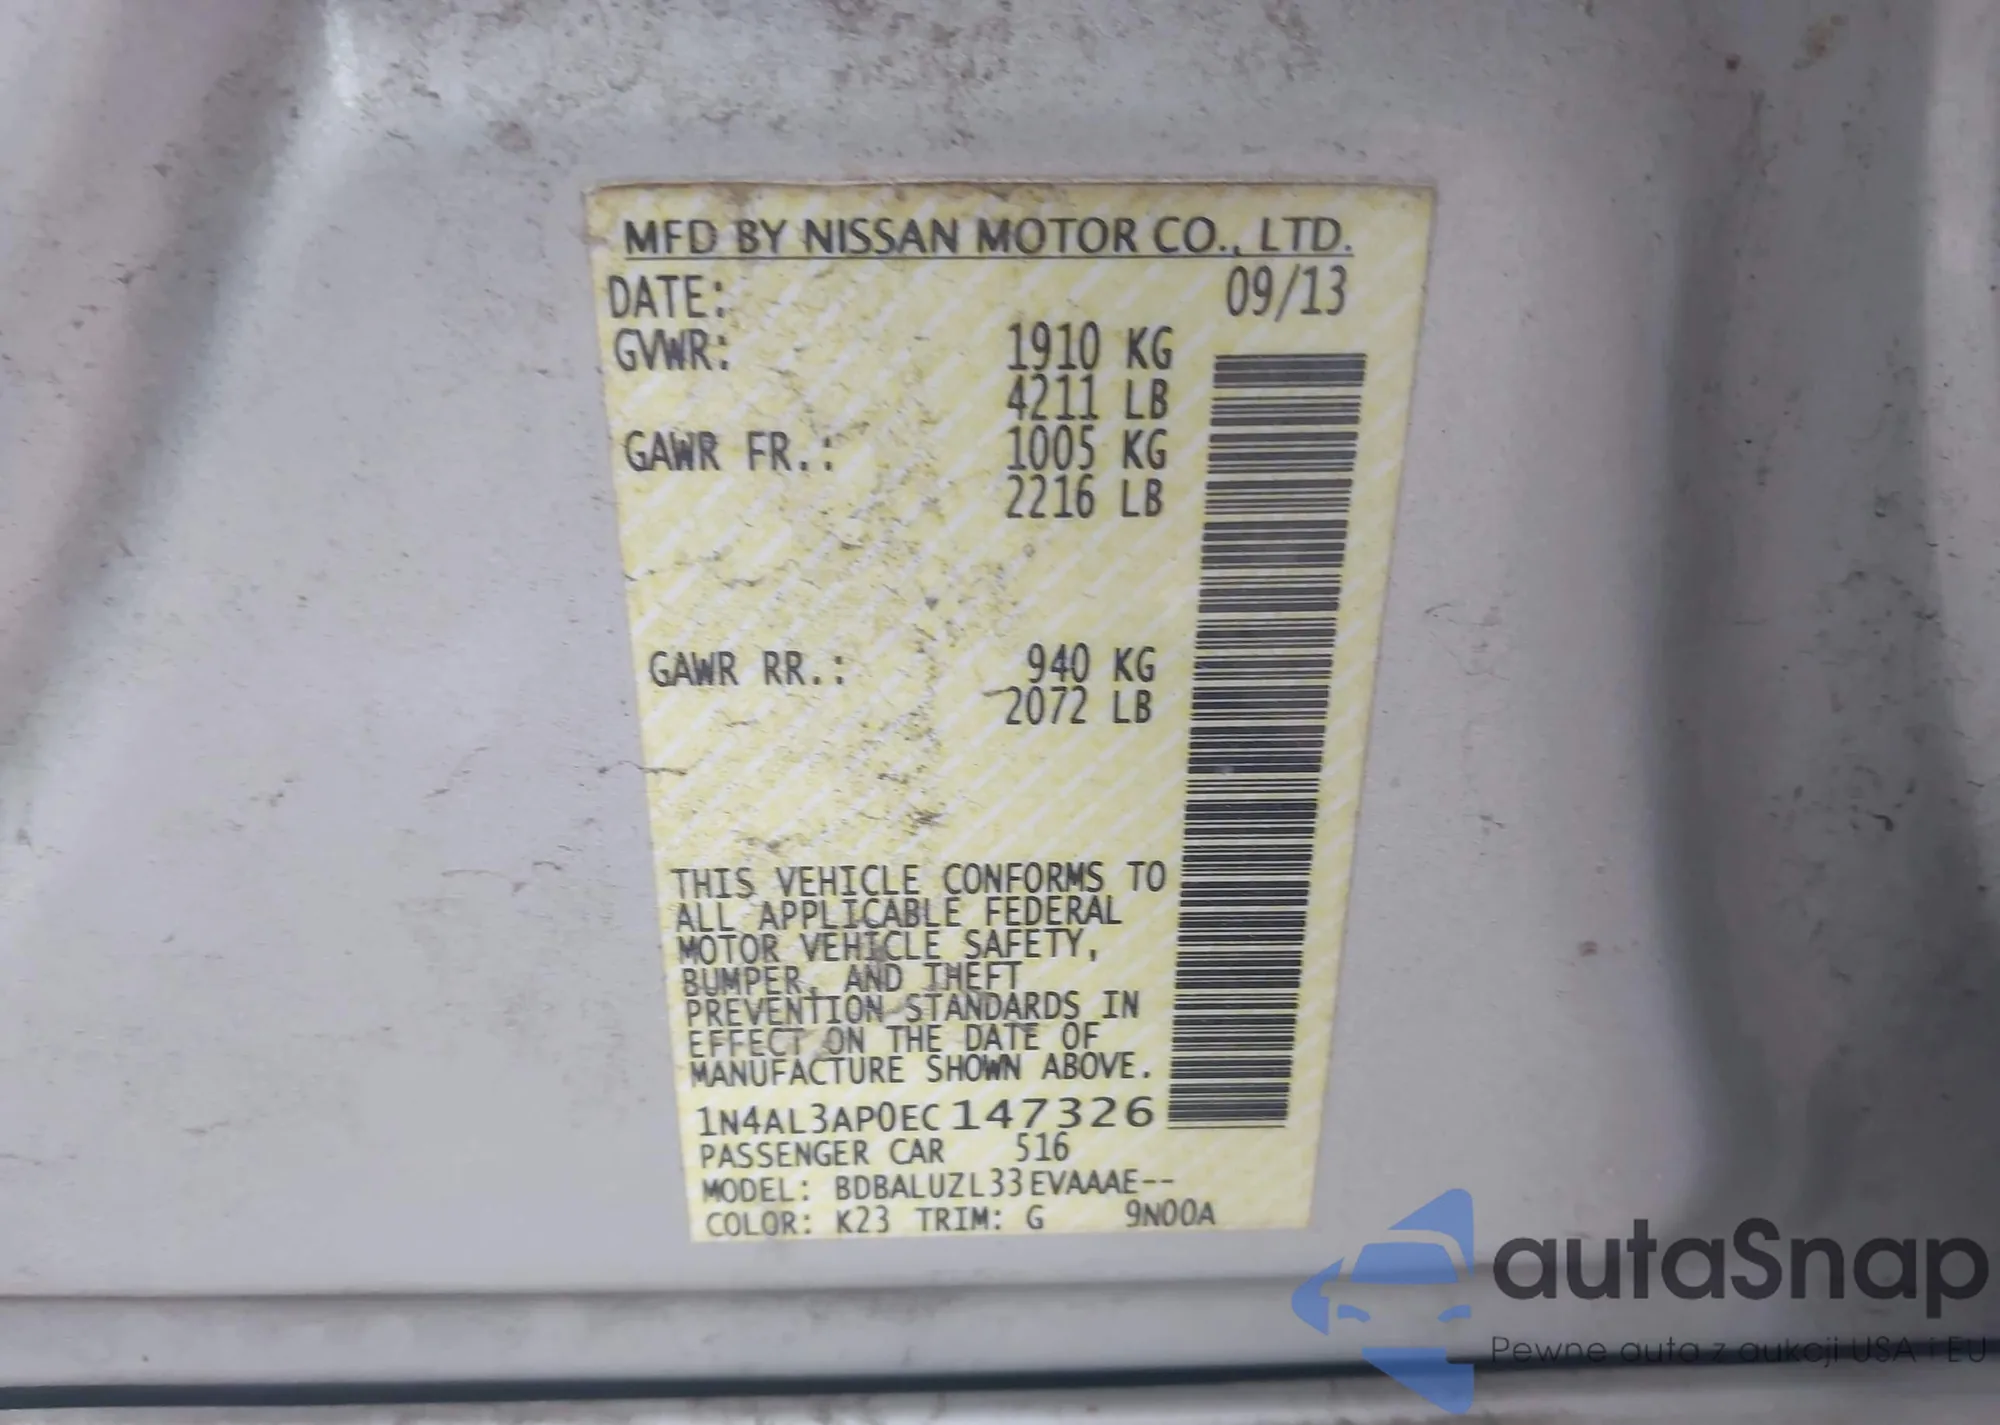 MFD BY NISSAN MOTOR CO., LTD.
DATE: 09/13
GVWR: 1910 KG
4211 LB
GAWR FR.: 1005 KG
2216 LB
GAWR RR.: 940 KG
2072 LB
THIS VEHICLE CONFORMS TO
ALL APPLICABLE FEDERAL
MOTOR VEHICLE SAFETY,
BUMPER, AND THEFT
PREVENTION STANDARDS IN
EFFECT ON THE DATE OF
MANUFACTURE SHOWN ABOVE.
1N4AL3AP0EC147326
PASSENGER CAR 516
MODEL: BDBALUZL33EVAAAE--
COLOR: K23 TRIM: G 9N00A
autaSnap
Pewne auta z aukcji USA i EU